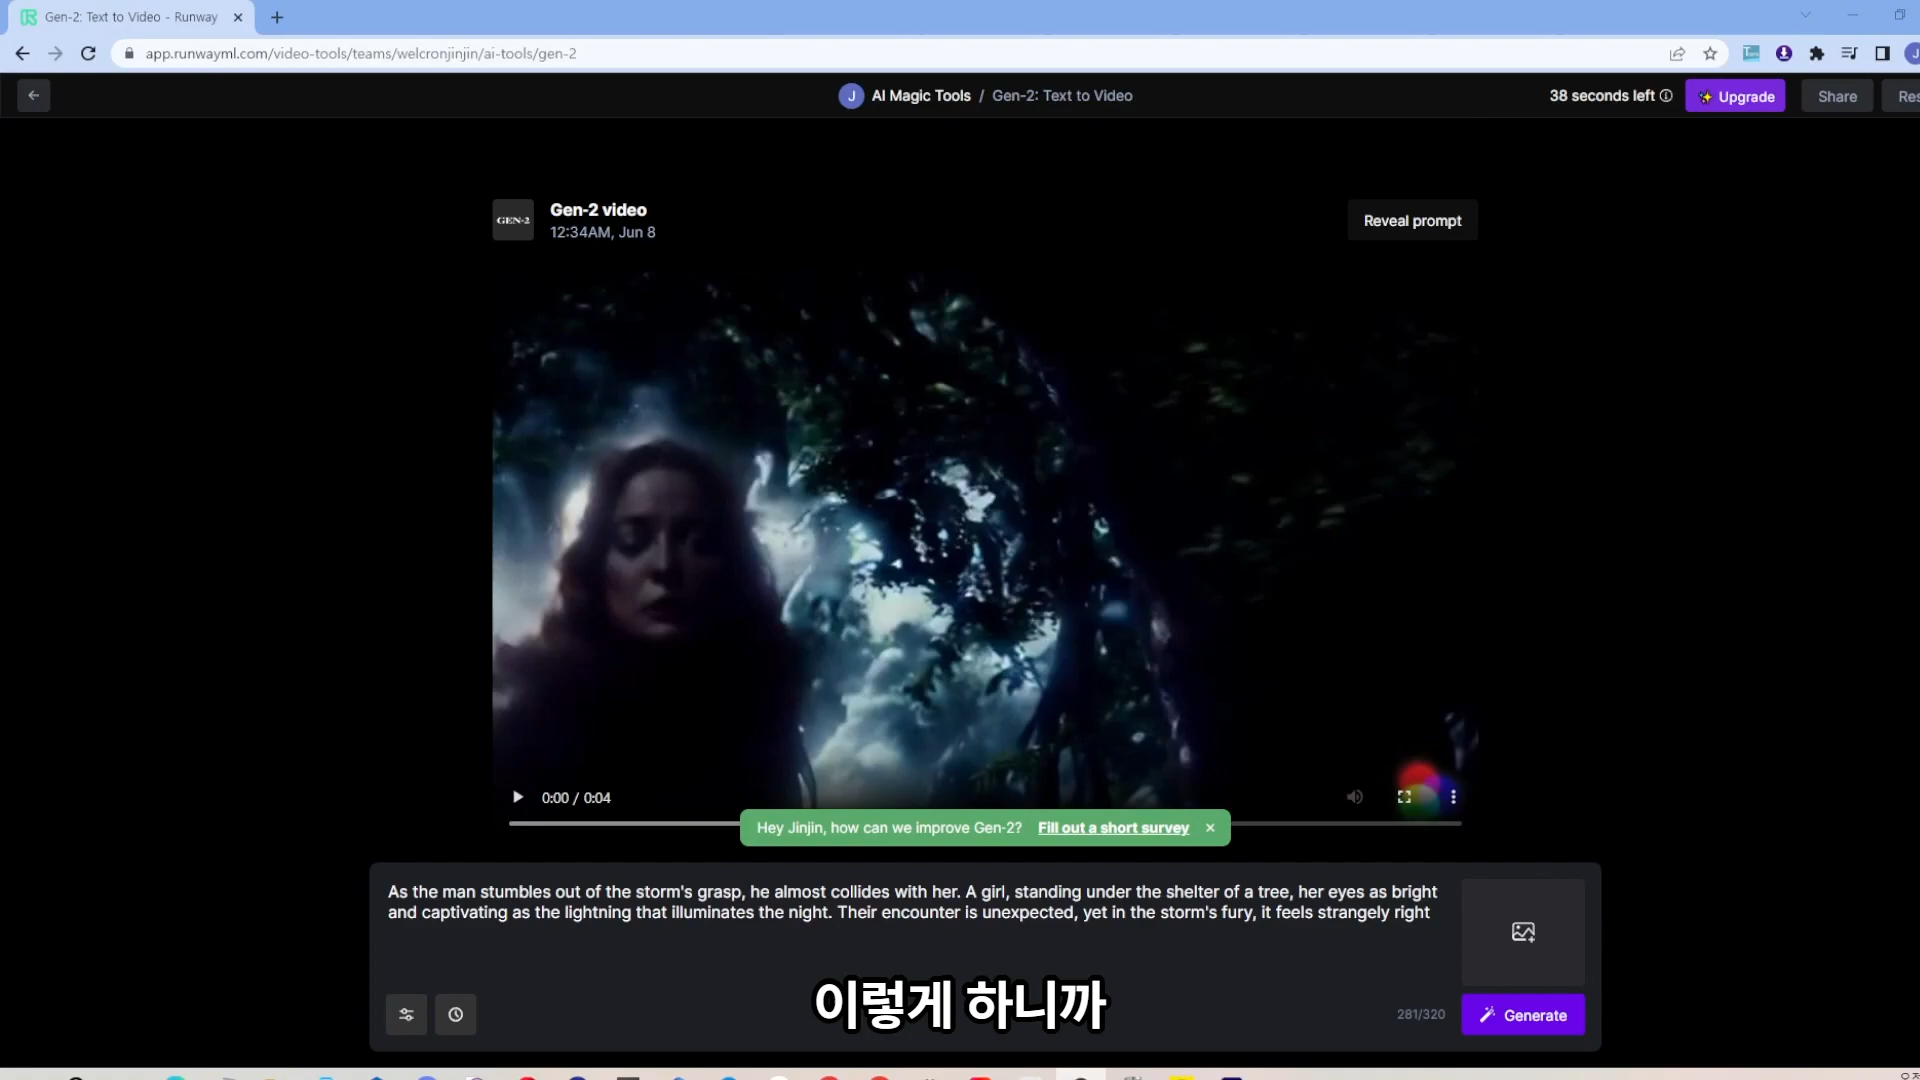 Gen-2: Text to Video - Runway
app.runwayml.com/video-tools/teams/welcronjinjin/ai-tools/gen-2
J AI Magic Tools / Gen-2: Text to Video
38 seconds left
Upgrade
Share
Res
GEN-2
Gen-2 video
12:34AM, Jun 8
Reveal prompt
0:00 / 0:04
Hey Jinjin, how can we improve Gen-2? Fill out a short survey
As the man stumbles out of the storm's grasp, he almost collides with her. A girl, standing under the shelter of a tree, her eyes as bright
and captivating as the lightning that illuminates the night. Their encounter is unexpected, yet in the storm's fury, it feels strangely right
이렇게 하니까
281/320
Generate